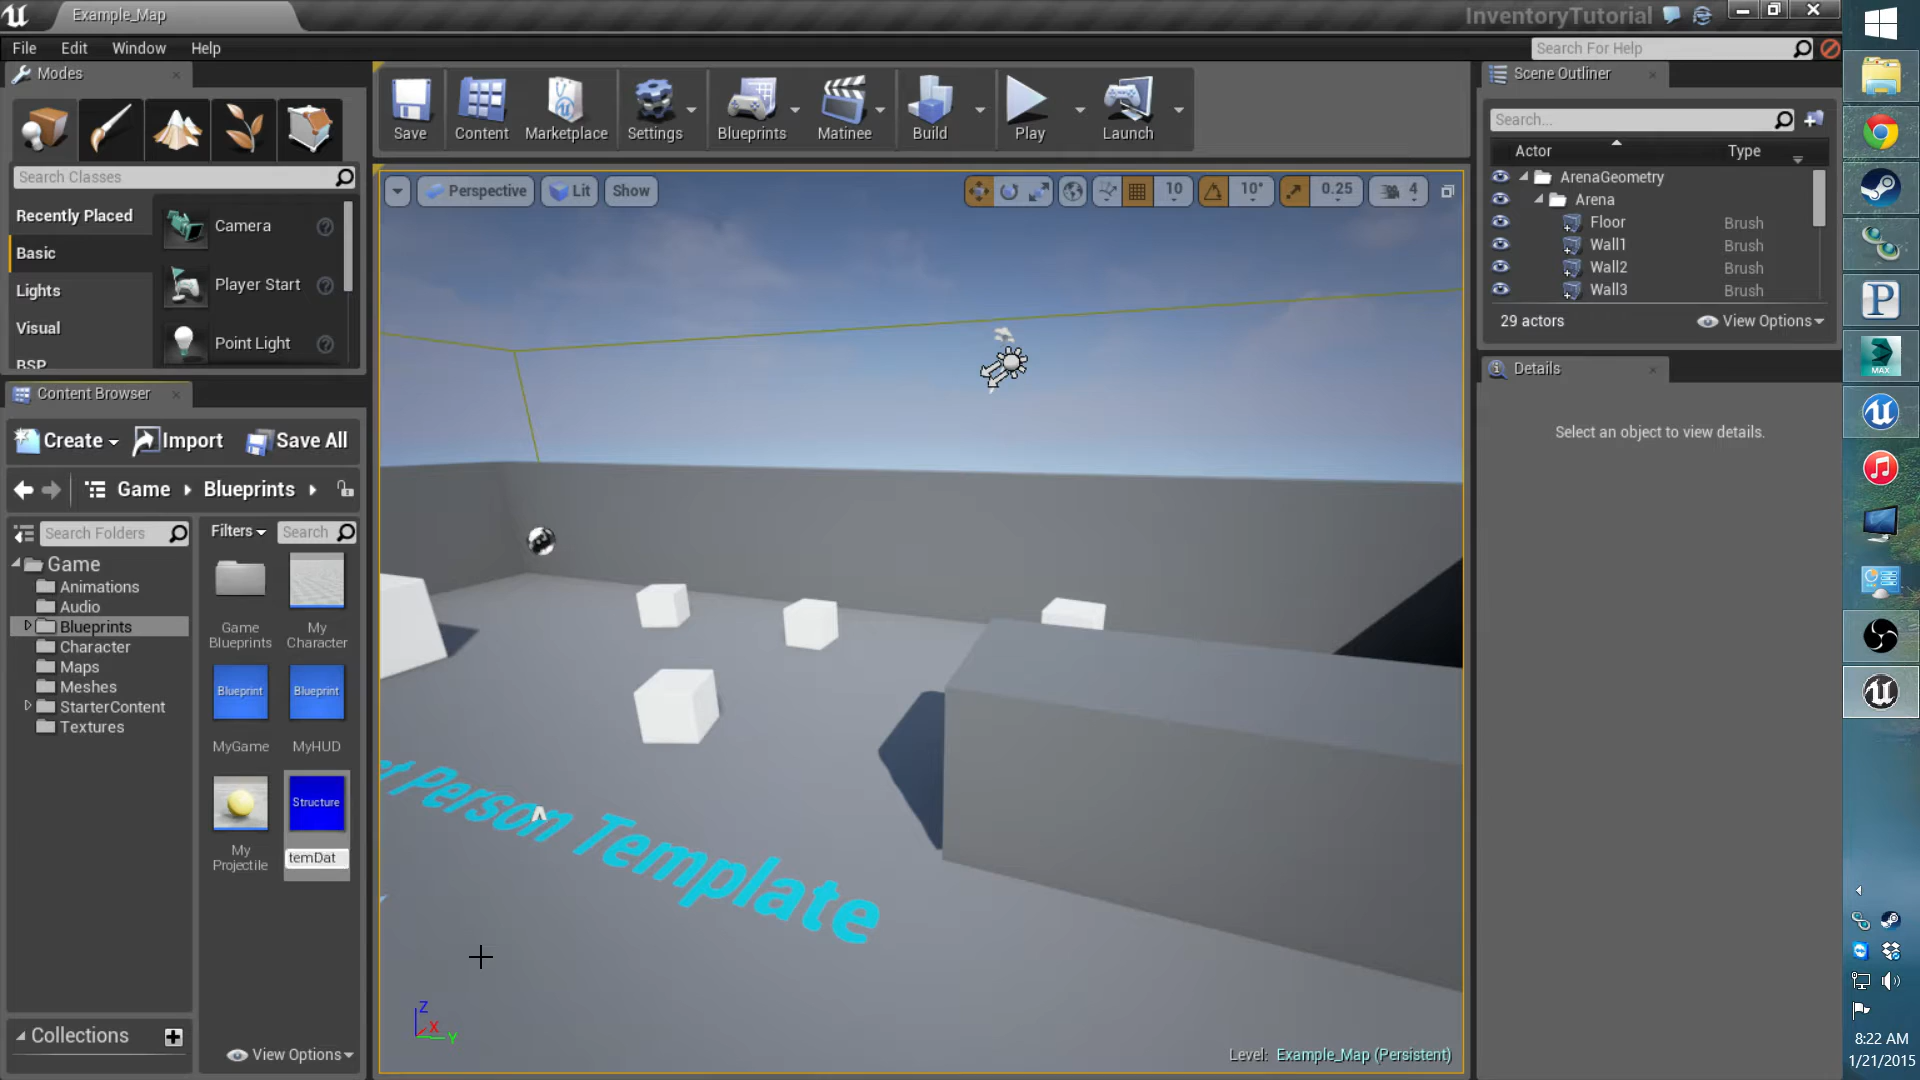 Example_Map
InventoryTutorial
File Edit Window Help
Search For Help
Modes
Save Content Marketplace Settings Blueprints Matinee Build Play Launch
Scene Outliner
Search...
Actor Type
ArenaGeometry
Arena
Floor Brush
Wall1 Brush
Wall2 Brush
Wall3 Brush
29 actors View Options
Details
Select an object to view details.
Search Classes
Recently Placed
Basic
Lights
Visual
BSP
Camera
Player Start
Point Light
Perspective Lit Show 10 10° 0.25 4
Content Browser
Create Import Save All
Game Blueprints
Search Folders
Filters Search
Game
Animations
Audio
Blueprints
Character
Maps
Meshes
StarterContent
Textures
Game Blueprints
My Character
Blueprint
MyGame
Blueprint
MyHUD
My Projectile
Structure
temDat
Collections
View Options
Person Template
Z
X
Y
Level: Example_Map (Persistent)
P
MAX
8:22 AM
1/21/2015